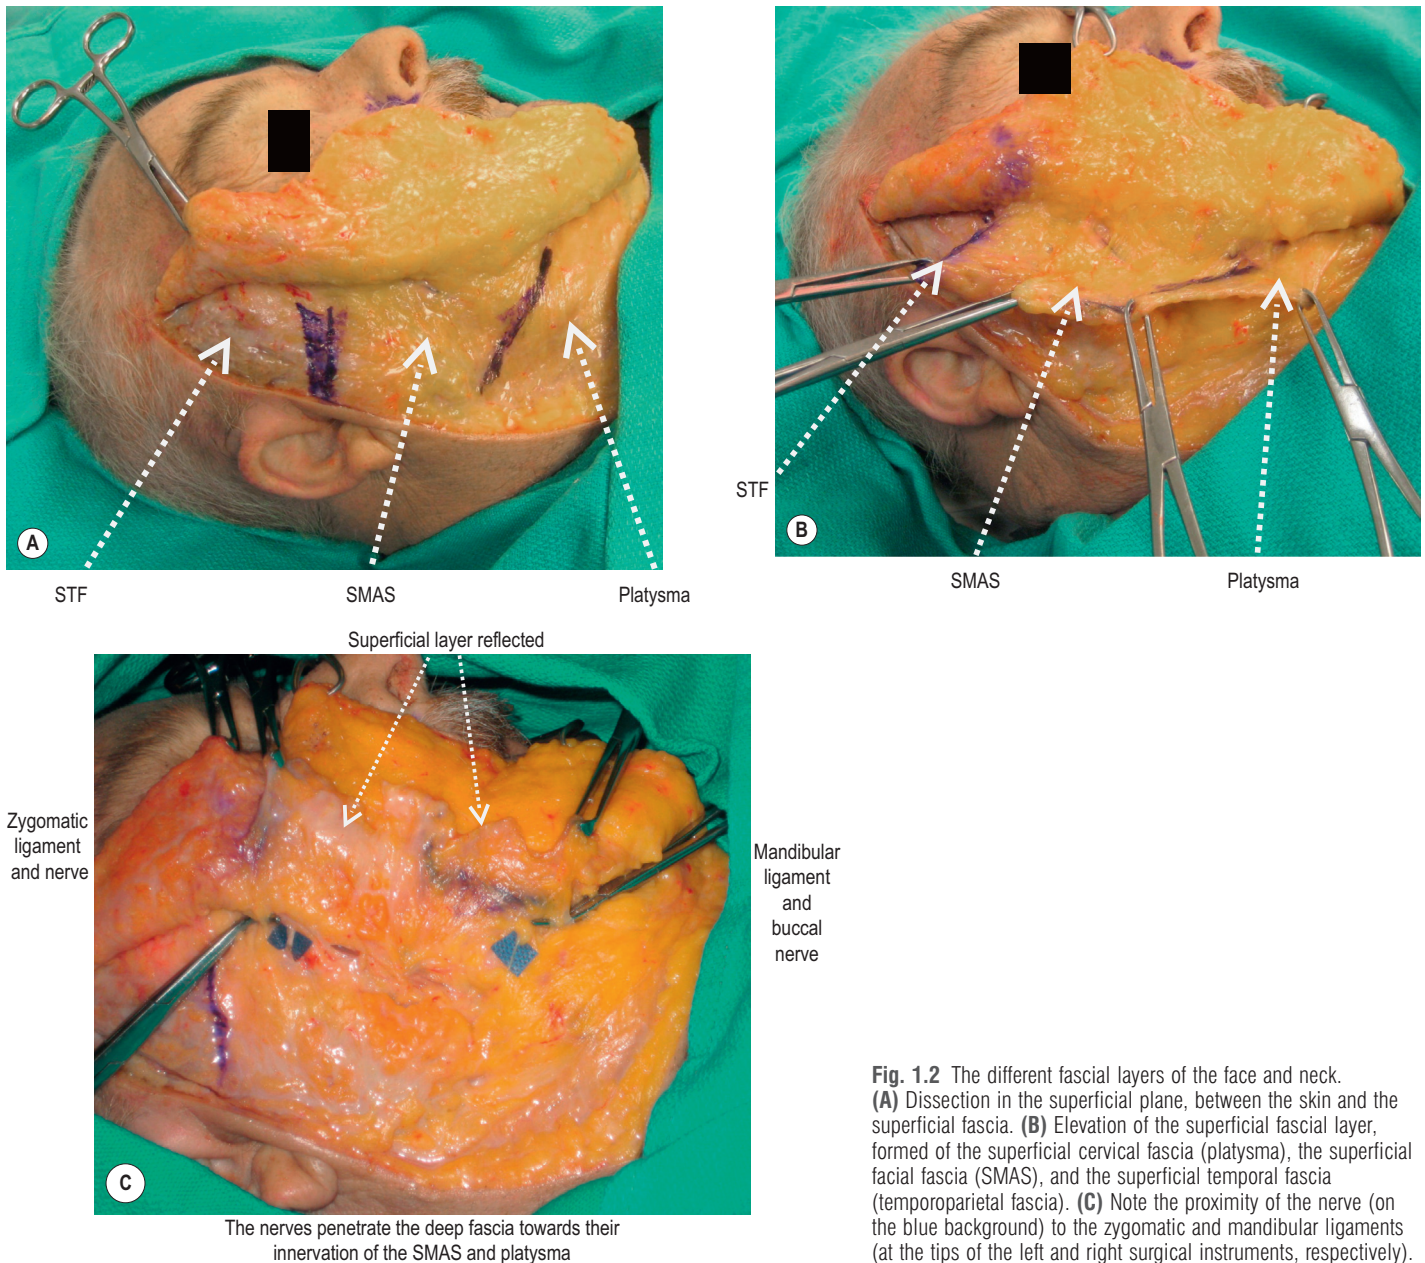 A
B
STF
STF
SMAS
Platysma
SMAS
Platysma
Superficial layer reflected
Zygomatic
ligament
and nerve
Mandibular
ligament
and
buccal
nerve
C
The nerves penetrate the deep fascia towards their
innervation of the SMAS and platysma
Fig. 1.2 The different fascial layers of the face and neck.
(A) Dissection in the superficial plane, between the skin and the
superficial fascia. (B) Elevation of the superficial fascial layer,
formed of the superficial cervical fascia (platysma), the superficial
facial fascia (SMAS), and the superficial temporal fascia
(temporoparietal fascia). (C) Note the proximity of the nerve (on
the blue background) to the zygomatic and mandibular ligaments
(at the tips of the left and right surgical instruments, respectively).